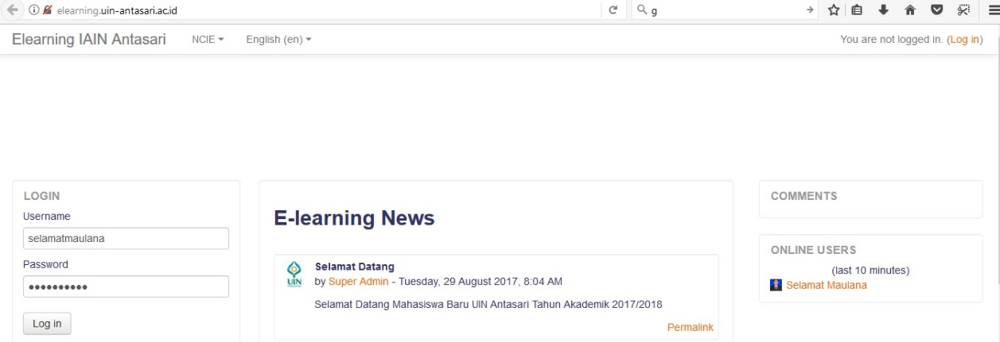 elearning.uin-antasari.ac.id
g
Elearning IAIN Antasari NCIE English (en) You are not logged in. (Log in)
LOGIN
Username
selamatmaulana
Password
●●●●●●●●●●
Log in
E-learning News
UIN
Selamat Datang
by Super Admin - Tuesday, 29 August 2017, 8:04 AM
Selamat Datang Mahasiswa Baru UIN Antasari Tahun Akademik 2017/2018
Permalink
COMMENTS
ONLINE USERS
(last 10 minutes)
Selamat Maulana